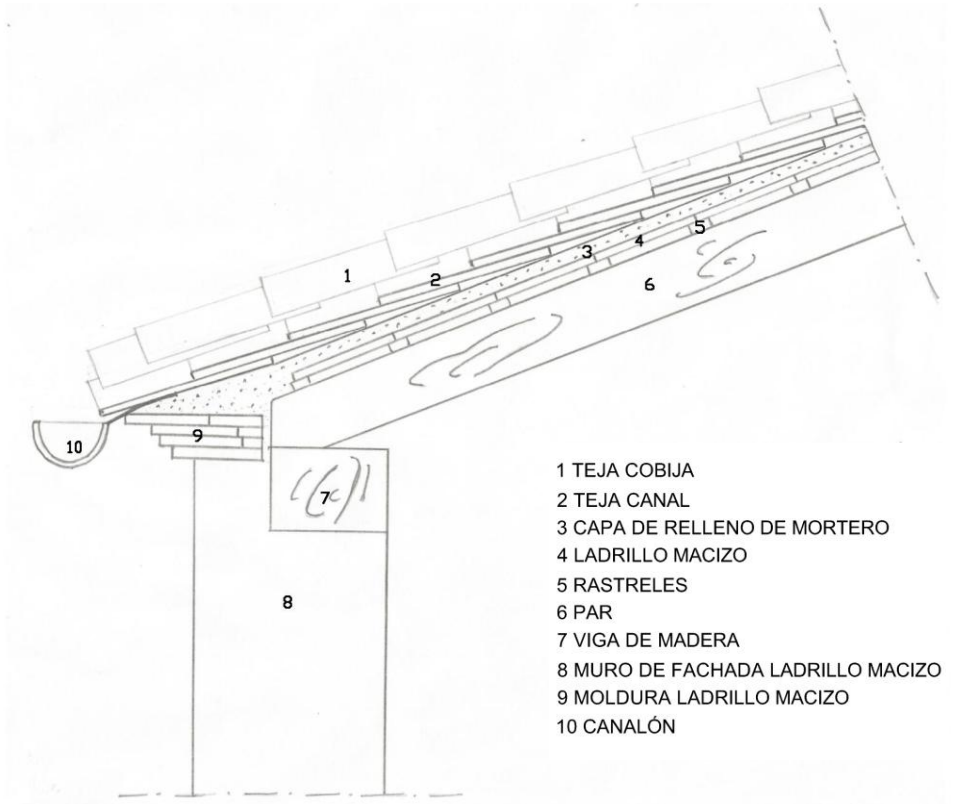 1
2
3
4
5
6
7
8
9
10
1 TEJA COBIJA
2 TEJA CANAL
3 CAPA DE RELLENO DE MORTERO
4 LADRILLO MACIZO
5 RASTRELES
6 PAR
7 VIGA DE MADERA
8 MURO DE FACHADA LADRILLO MACIZO
9 MOLDURA LADRILLO MACIZO
10 CANALÓN